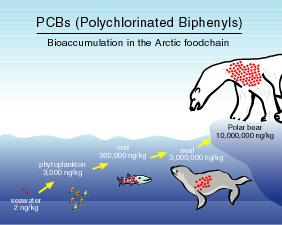 PCBs (Polychlorinated Biphenyls)
Bioaccumulation in the Arctic foodchain
Polar bear
10,000,000 ng/kg
cod
300,000 ng/kg
seal
3,000,000 ng/kg
phytoplankton
3,000 ng/kg
seawater
2 ng/kg